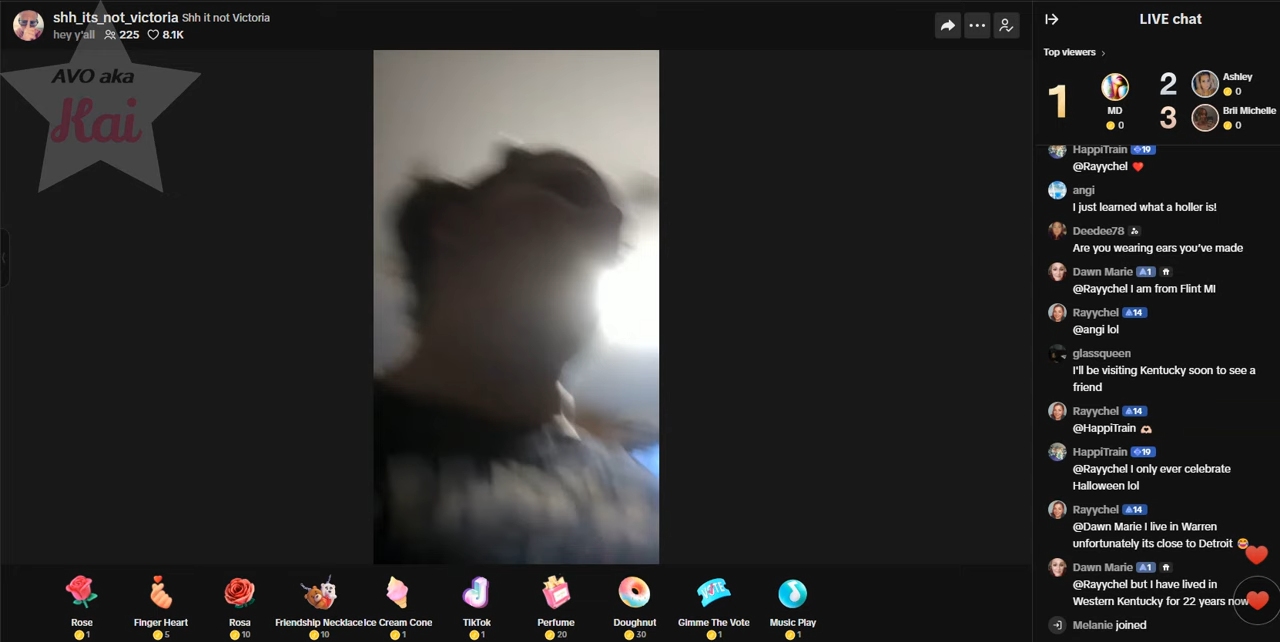 shh_its_not_victoria Shh it not Victoria
hey y'all 225 8.1K
AVO aka
Kai
LIVE chat
Top viewers
1
MD
0
2
Ashley
0
3
Brii Michelle
0
HappiTrain 19
@Rayychel ❤️
angi
I just learned what a holler is!
Deedee78
Are you wearing ears you've made
Dawn Marie 1
@Rayychel I am from Flint MI
Rayychel 14
@angi lol
glassqueen
I'll be visiting Kentucky soon to see a
friend
Rayychel 14
@HappiTrain 🫶🏻
HappiTrain 19
@Rayychel I only ever celebrate
Halloween lol
Rayychel 14
@Dawn Marie I live in Warren
unfortunately its close to Detroit 😂
Dawn Marie 1
@Rayychel but I have lived in
Western Kentucky for 22 years now
Melanie joined
Rose
1
Finger Heart
5
Rosa
10
Friendship Necklace
10
Ice Cream Cone
1
TikTok
1
Perfume
20
Doughnut
30
VOTE
Gimme The Vote
1
Music Play
1